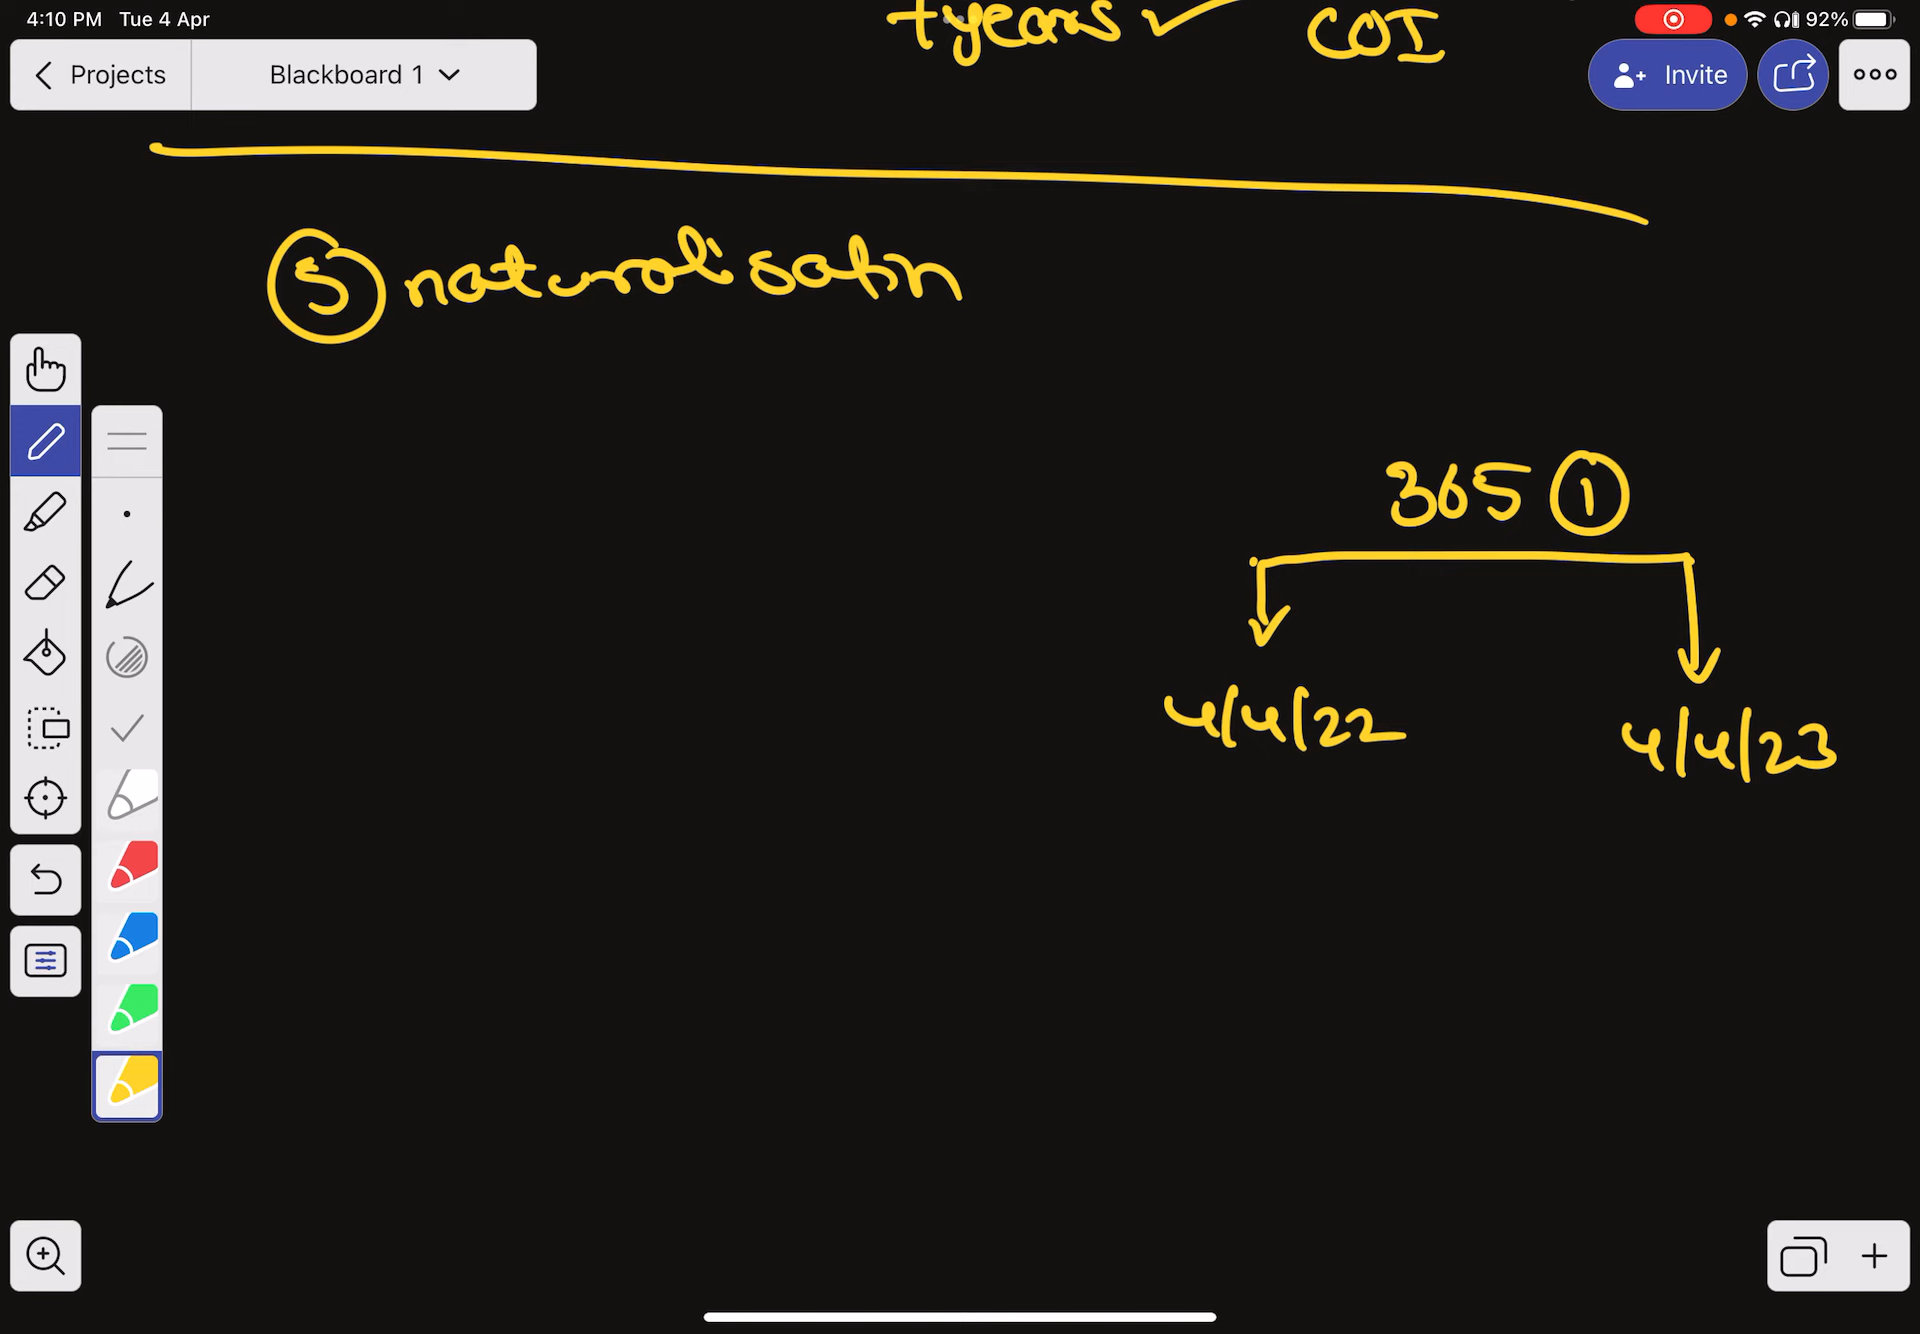 4:10 PM Tue 4 Apr
92%
7years ✓ COI
Projects
Blackboard 1
Invite
5 naturalisatn
365 1
4/4/22
4/4/23